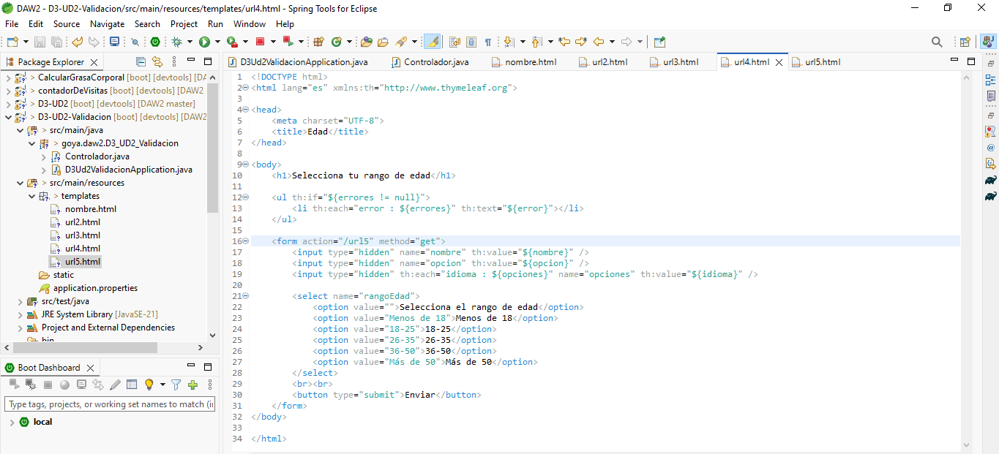 DAW2 - D3-UD2-Validacion/src/main/resources/templates/url4.html - Spring Tools for Eclipse
File Edit Source Navigate Search Project Run Window Help
Package Explorer
> CalcularGrasaCorporal [boot] [devtools] [DA
> contadorDeVisitas [boot] [devtools] [DAW2
> D3-UD2 [boot] [devtools] [DAW2 master]
> D3-UD2-Validacion [boot] [devtools] [DAW2
> src/main/java
> goya.daw2.D3_UD2_Validacion
Controlador.java
D3Ud2ValidacionApplication.java
> src/main/resources
> templates
nombre.html
url2.html
url3.html
url4.html
url5.html
static
application.properties
src/test/java
JRE System Library [JavaSE-21]
Project and External Dependencies
bin
Boot Dashboard
Type tags, projects, or working set names to match (i
local
D3Ud2ValidacionApplication.java Controlador.java nombre.html url2.html url3.html url4.html url5.html
1 <!DOCTYPE html>
2 <html lang="es" xmlns:th="http://www.thymeleaf.org">
3
4 <head>
5 <meta charset="UTF-8">
6 <title>Edad</title>
7 </head>
8
9 <body>
10 <h1>Selecciona tu rango de edad</h1>
11
12 <ul th:if="${errores != null}">
13 <li th:each="error : ${errores}" th:text="${error}"></li>
14 </ul>
15
16 <form action="/url5" method="get">
17 <input type="hidden" name="nombre" th:value="${nombre}" />
18 <input type="hidden" name="opcion" th:value="${opcion}" />
19 <input type="hidden" th:each="idioma : ${opciones}" name="opciones" th:value="${idioma}" />
20
21 <select name="rangoEdad">
22 <option value="">Selecciona el rango de edad</option>
23 <option value="Menos de 18">Menos de 18</option>
24 <option value="18-25">18-25</option>
25 <option value="26-35">26-35</option>
26 <option value="36-50">36-50</option>
27 <option value="Más de 50">Más de 50</option>
28 </select>
29 <br><br>
30 <button type="submit">Enviar</button>
31 </form>
32 </body>
33
34 </html>